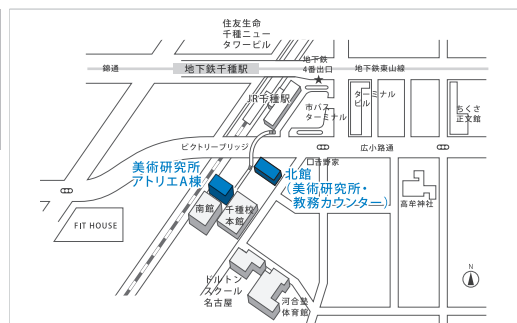 住友生命
千種ニュー
タワービル
錦通
地下鉄千種駅
地下鉄
4番出口
地下鉄東山線
JR千種駅
市バス
ターミナル
ターミナル
ビル
ちくさ
正文館
ビクトリーブリッジ
広小路通
美術研究所
アトリエA棟
吉野家
北館
(美術研究所・
教務カウンター)
高牟神社
南館
千種校
本館
FIT HOUSE
ドルトン
スクール
名古屋
河合塾
体育館
N